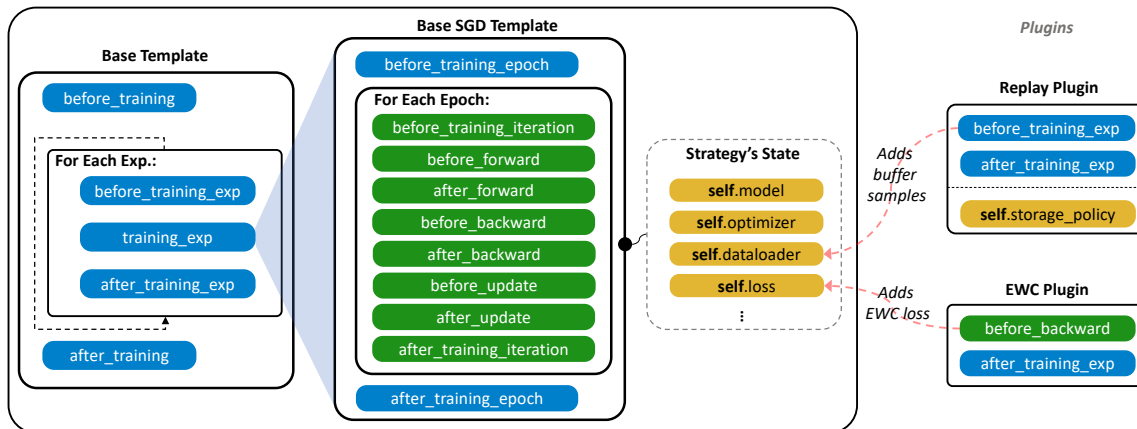 Base Template
before_training
For Each Exp.:
before_training_exp
training_exp
after_training_exp
after_training
Base SGD Template
before_training_epoch
For Each Epoch:
before_training_iteration
before_forward
after_forward
before_backward
after_backward
before_update
after_update
after_training_iteration
after_training_epoch
Strategy's State
self.model
self.optimizer
self.dataloader
self.loss
⋮
Adds
buffer
samples
Adds
EWC loss
Plugins
Replay Plugin
before_training_exp
after_training_exp
self.storage_policy
EWC Plugin
before_backward
after_training_exp